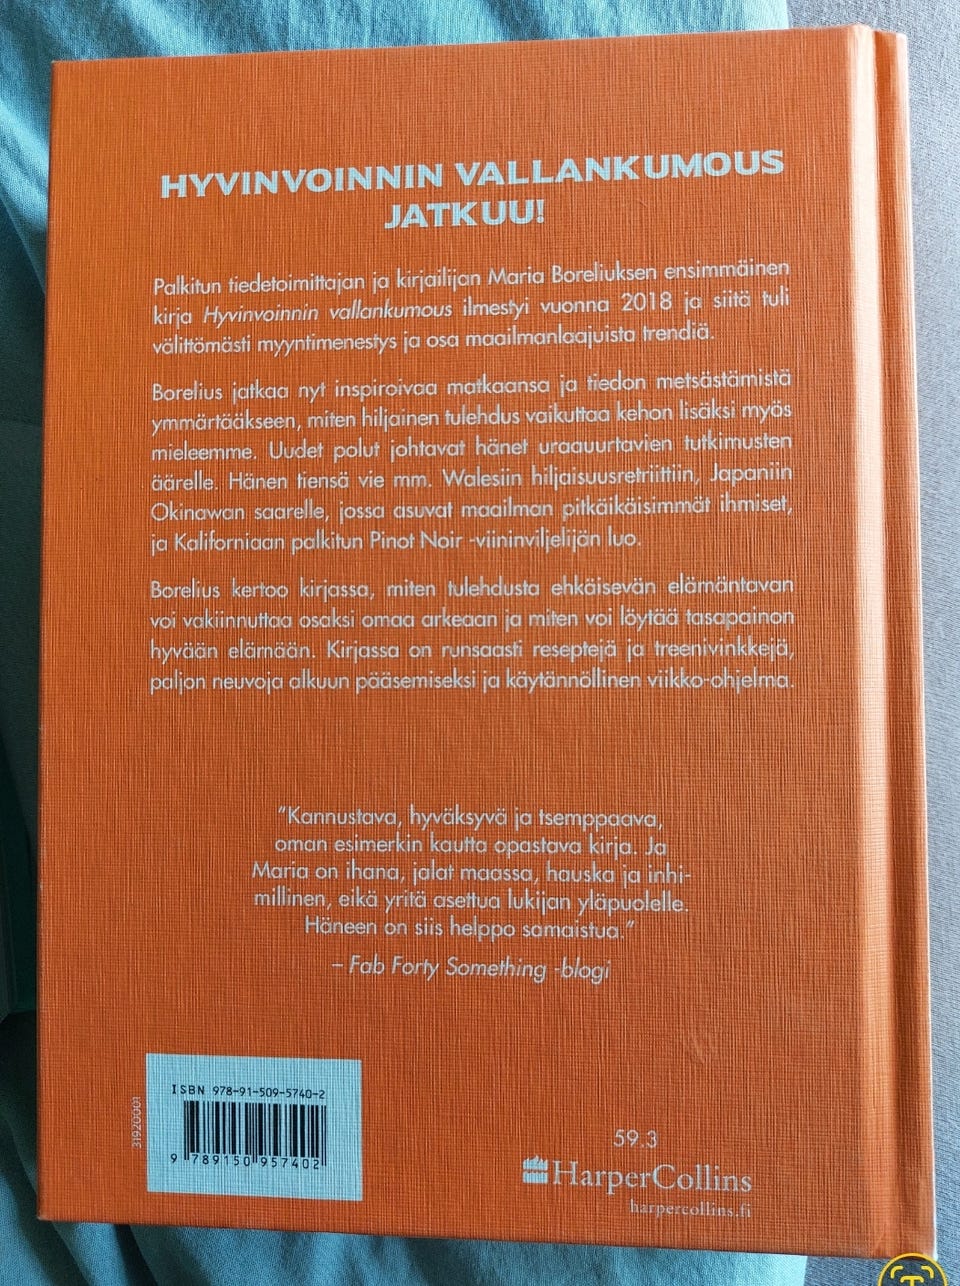 HYVINVOINNIN VALLANKUMOUS
JATKUU!
Palkitun tiedetoimittajan ja kirjailijan Maria Boreliuksen ensimmäinen
kirja Hyvinvoinnin vallankumous ilmestyi vuonna 2018 ja siitä tuli
välittömästi myyntimenestys ja osa maailmanlaajuista trendiä.
Borelius jatkaa nyt inspiroivaa matkaansa ja tiedon metsästämistä
ymmärtääkseen, miten hiljainen tulehdus vaikuttaa kehon lisäksi myös
mieleemme. Uudet polut johtavat hänet uraauurtavien tutkimusten
äärelle. Hänen tiensä vie mm. Walesiin hiljaisuusretriittiin, Japaniin
Okinawan saarelle, jossa asuvat maailman pitkäikäisimmät ihmiset,
ja Kaliforniaan palkitun Pinot Noir -viininviljelijän luo.
Borelius kertoo kirjassa, miten tulehdusta ehkäisevän elämäntavan
voi vakiinnuttaa osaksi omaa arkeaan ja miten voi löytää tasapainon
hyvään elämään. Kirjassa on runsaasti reseptejä ja treenivinkkejä,
paljon neuvoja alkuun pääsemiseksi ja käytännöllinen viikko-ohjelma.
"Kannustava, hyväksyvä ja tsemppaava,
oman esimerkin kautta opastava kirja. Ja
Maria on ihana, jalat maassa, hauska ja inhi-
millinen, eikä yritä asettua lukijan yläpuolelle.
Häneen on siis helppo samaistua."
– Fab Forty Something -blogi
31920001
ISBN 978-91-509-5740-2
9 789150 957402
59.3
HarperCollins
harpercollins.fi